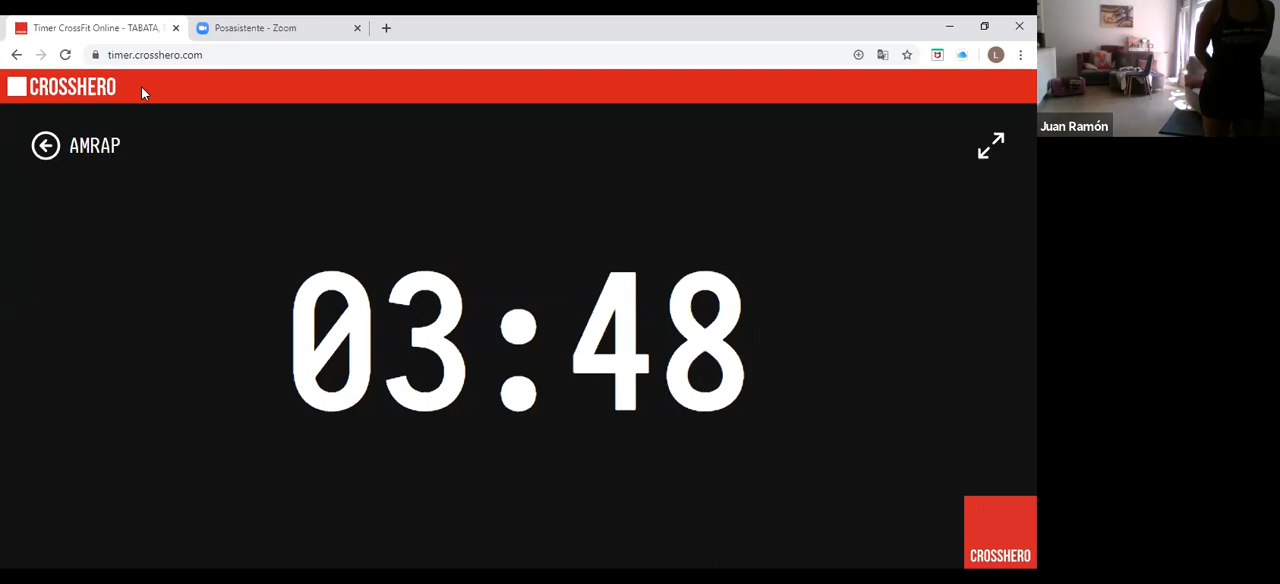 Timer CrossFit Online - TABATA,
Posasistente - Zoom
timer.crosshero.com
L
CROSSHERO
AMRAP
03:48
CROSSHERO
Juan Ramón